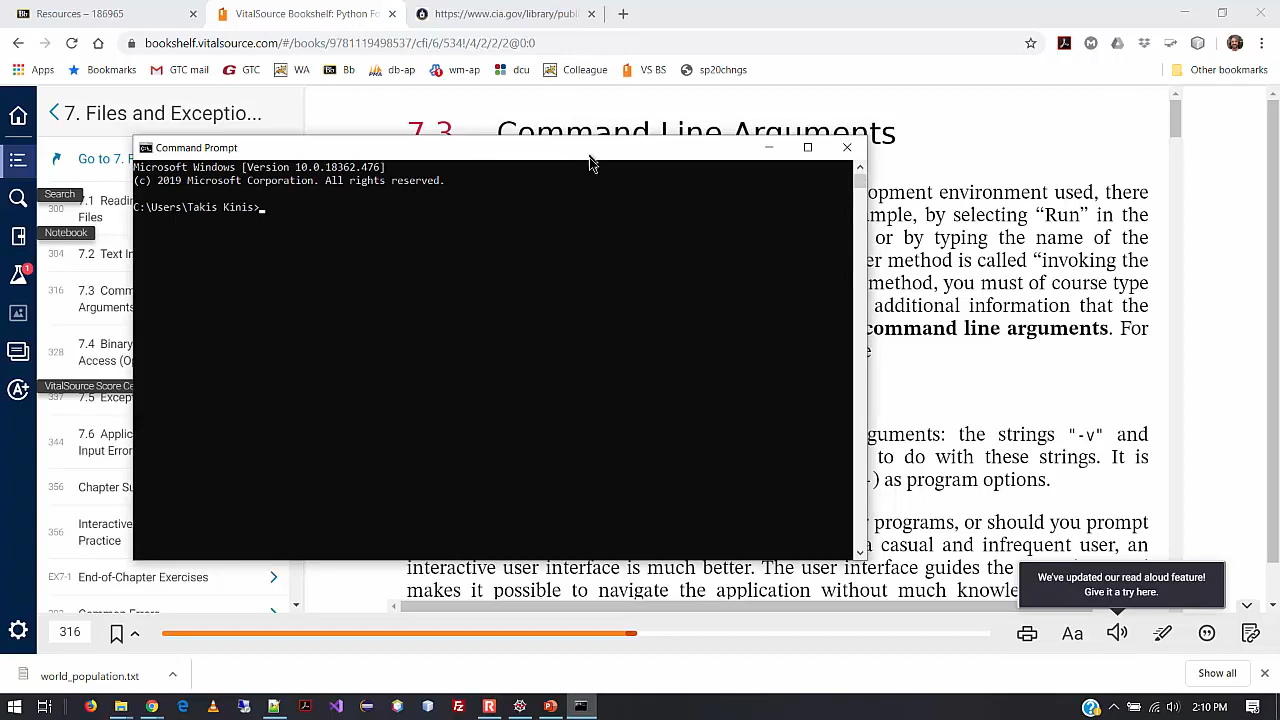 Resources – 186965
VitalSource Bookshelf: Python Fo
https://www.cia.gov/library/publ
bookshelf.vitalsource.com/#/books/9781119498537/cfi/6/534!/4/2/2/2@0:0
Apps
Bookmarks
GTC mail
GTC
WA
Bb
db-ap
wm-ap
dcu
Colleague
VS BS
sp20chngs
Other bookmarks
7. Files and Exceptio...
7.3 Command Line Arguments
Go to 7. F
Command Prompt
Microsoft Windows [Version 10.0.18362.476]
(c) 2019 Microsoft Corporation. All rights reserved.
C:\Users\Takis Kinis>
Search
300
7.1 Readin
Files
Notebook
304
7.2 Text In
316
7.3 Comm
Arguments
328
7.4 Binary
Access (Op
VitalSource Score Ce
337
7.5 Except
344
7.6 Applic
Input Error
356
Chapter Su
356
Interactive
Practice
EX7-1
End-of-Chapter Exercises
Common Errors
opment environment used, there
mple, by selecting “Run” in the
or by typing the name of the
er method is called “invoking the
method, you must of course type
additional information that the
command line arguments. For
e
guments: the strings "-v" and
to do with these strings. It is
-) as program options.
programs, or should you prompt
a casual and infrequent user, an
interactive user interface is much better. The user interface guides the
makes it possible to navigate the application without much knowle
We've updated our read aloud feature!
Give it a try here.
316
Aa
world_population.txt
Show all
2:10 PM